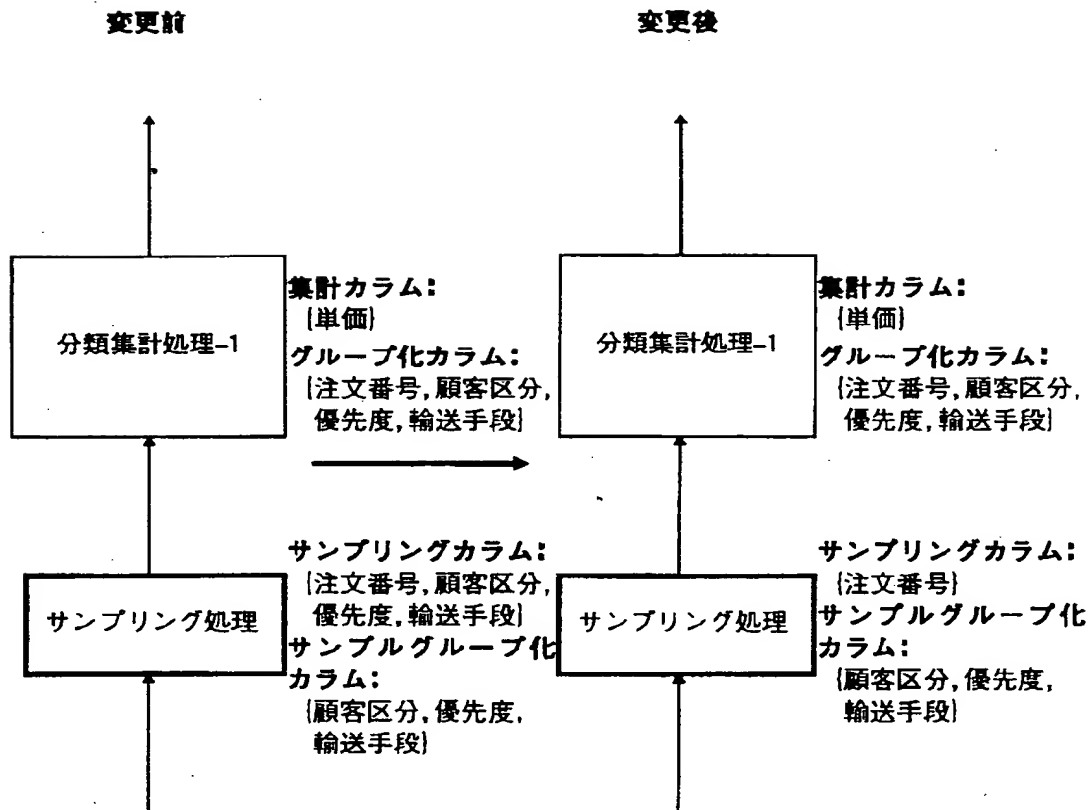 変更前
分類集計処理-1
集計カラム:
{単価}
グループ化カラム:
{注文番号,顧客区分,
優先度,輸送手段}
サンプリング処理
サンプリングカラム:
{注文番号,顧客区分,
優先度,輸送手段}
サンプルグループ化
カラム:
{顧客区分,優先度,
輸送手段}
変更後
分類集計処理-1
集計カラム:
{単価}
グループ化カラム:
{注文番号,顧客区分,
優先度,輸送手段}
サンプリング処理
サンプリングカラム:
{注文番号}
サンプルグループ化
カラム:
{顧客区分,優先度,
輸送手段}